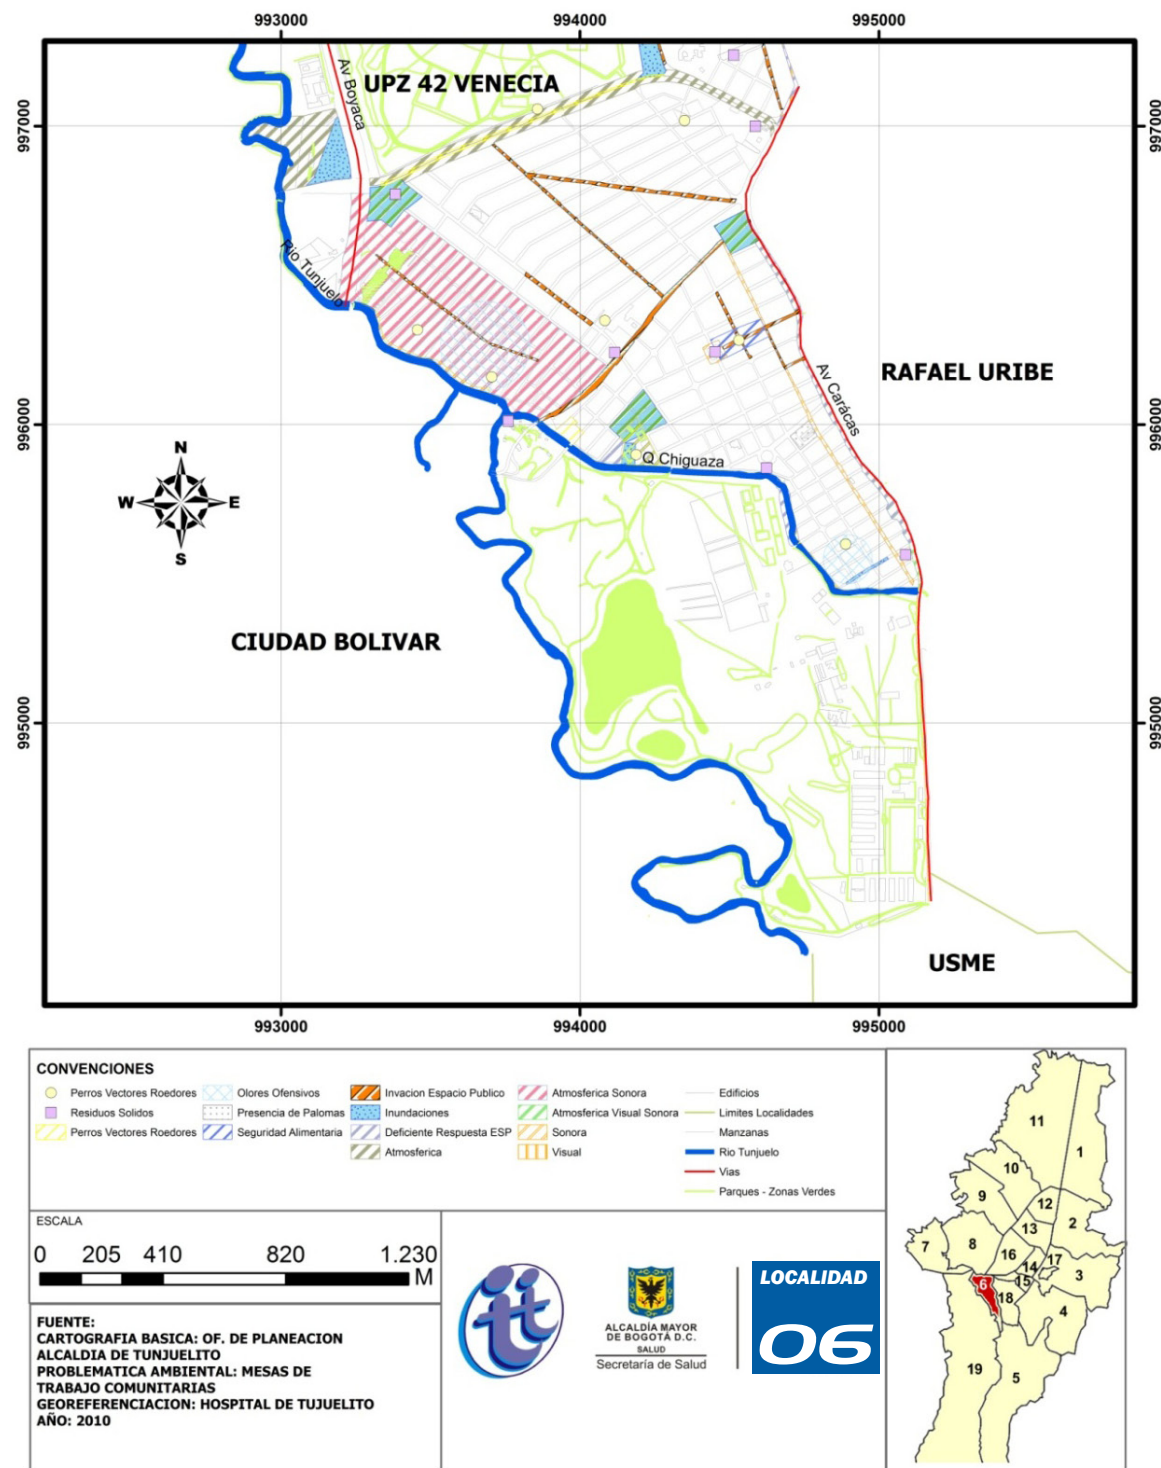 993000 994000 995000
997000 997000
996000 996000
995000 995000
UPZ 42 VENECIA
Av Boyaca
Rio Tunjuelo
RAFAEL URIBE
Av Carácas
Q Chiguaza
N
W E
S
CIUDAD BOLIVAR
USME
993000 994000 995000
CONVENCIONES
Perros Vectores Roedores
Residuos Solidos
Perros Vectores Roedores
Olores Ofensivos
Presencia de Palomas
Seguridad Alimentaria
Invacion Espacio Publico
Inundaciones
Deficiente Respuesta ESP
Atmosferica
Atmosferica Sonora
Atmosferica Visual Sonora
Sonora
Visual
Edificios
Limites Localidades
Manzanas
Rio Tunjuelo
Vias
Parques - Zonas Verdes
ESCALA
0 205 410 820 1.230
M
FUENTE:
CARTOGRAFIA BASICA: OF. DE PLANEACION
ALCALDIA DE TUNJUELITO
PROBLEMATICA AMBIENTAL: MESAS DE
TRABAJO COMUNITARIAS
GEOREFERENCIACION: HOSPITAL DE TUJUELITO
AÑO: 2010
ALCALDÍA MAYOR
DE BOGOTÁ D.C.
SALUD
Secretaría de Salud
LOCALIDAD
06
11
1
10
9
12
2
13
7
8
16
17
14
3
15
6
18
4
19
5